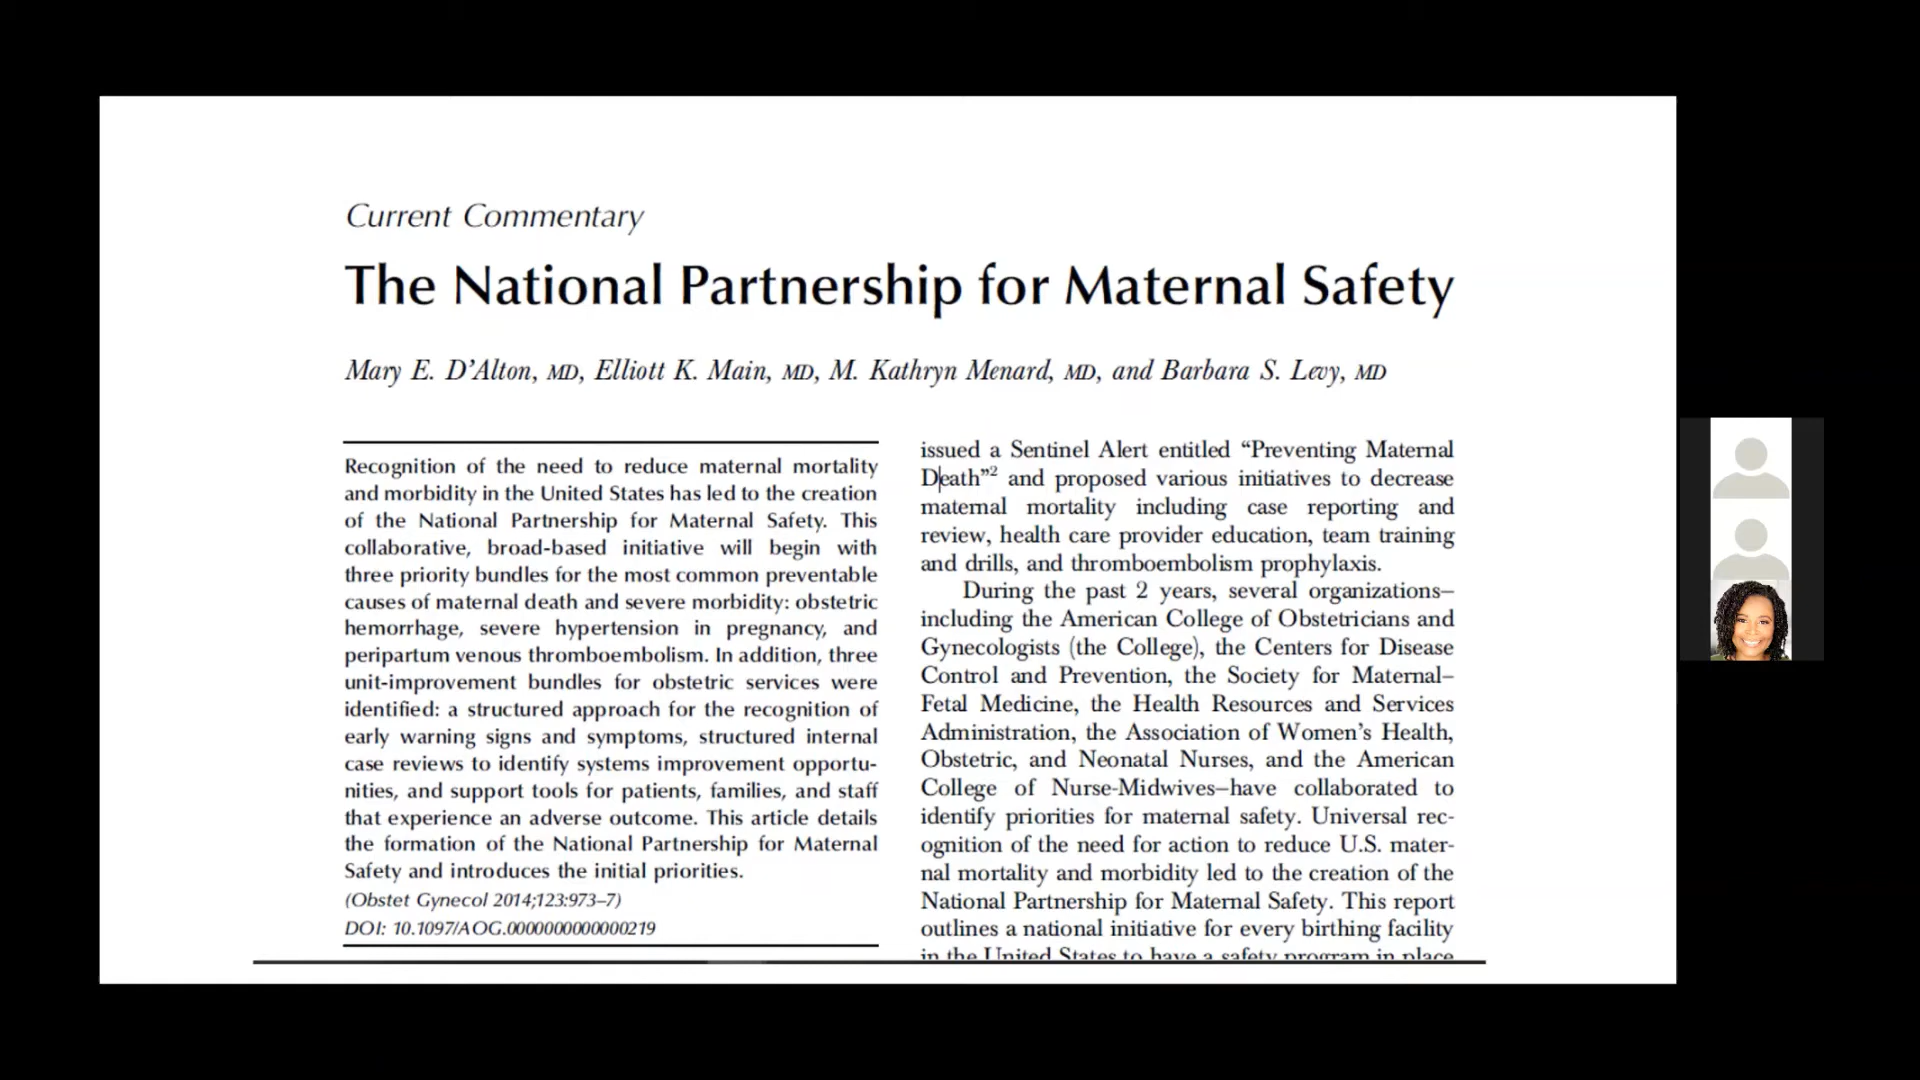 Current Commentary
The National Partnership for Maternal Safety
Mary E. D’Alton, MD, Elliott K. Main, MD, M. Kathryn Menard, MD, and Barbara S. Levy, MD
Recognition of the need to reduce maternal mortality
and morbidity in the United States has led to the creation
of the National Partnership for Maternal Safety. This
collaborative, broad-based initiative will begin with
three priority bundles for the most common preventable
causes of maternal death and severe morbidity: obstetric
hemorrhage, severe hypertension in pregnancy, and
peripartum venous thromboembolism. In addition, three
unit-improvement bundles for obstetric services were
identified: a structured approach for the recognition of
early warning signs and symptoms, structured internal
case reviews to identify systems improvement opportu-
nities, and support tools for patients, families, and staff
that experience an adverse outcome. This article details
the formation of the National Partnership for Maternal
Safety and introduces the initial priorities.
(Obstet Gynecol 2014;123:973–7)
DOI: 10.1097/AOG.0000000000000219
issued a Sentinel Alert entitled “Preventing Maternal
Death”2 and proposed various initiatives to decrease
maternal mortality including case reporting and
review, health care provider education, team training
and drills, and thromboembolism prophylaxis.
During the past 2 years, several organizations–
including the American College of Obstetricians and
Gynecologists (the College), the Centers for Disease
Control and Prevention, the Society for Maternal–
Fetal Medicine, the Health Resources and Services
Administration, the Association of Women’s Health,
Obstetric, and Neonatal Nurses, and the American
College of Nurse-Midwives–have collaborated to
identify priorities for maternal safety. Universal rec-
ognition of the need for action to reduce U.S. mater-
nal mortality and morbidity led to the creation of the
National Partnership for Maternal Safety. This report
outlines a national initiative for every birthing facility
in the United States to have a safety program in place